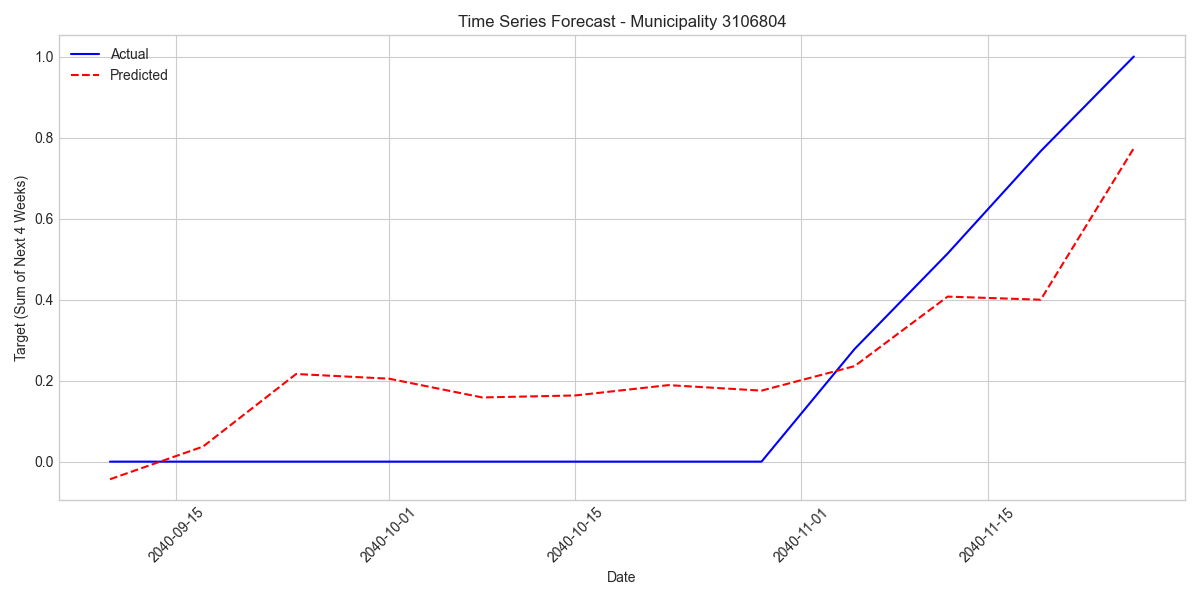 Time Series Forecast - Municipality 3106804
Actual
Predicted
1.0
0.8
0.6
0.4
0.2
0.0
Target (Sum of Next 4 Weeks)
2040-09-15
2040-10-01
2040-10-15
2040-11-01
2040-11-15
Date